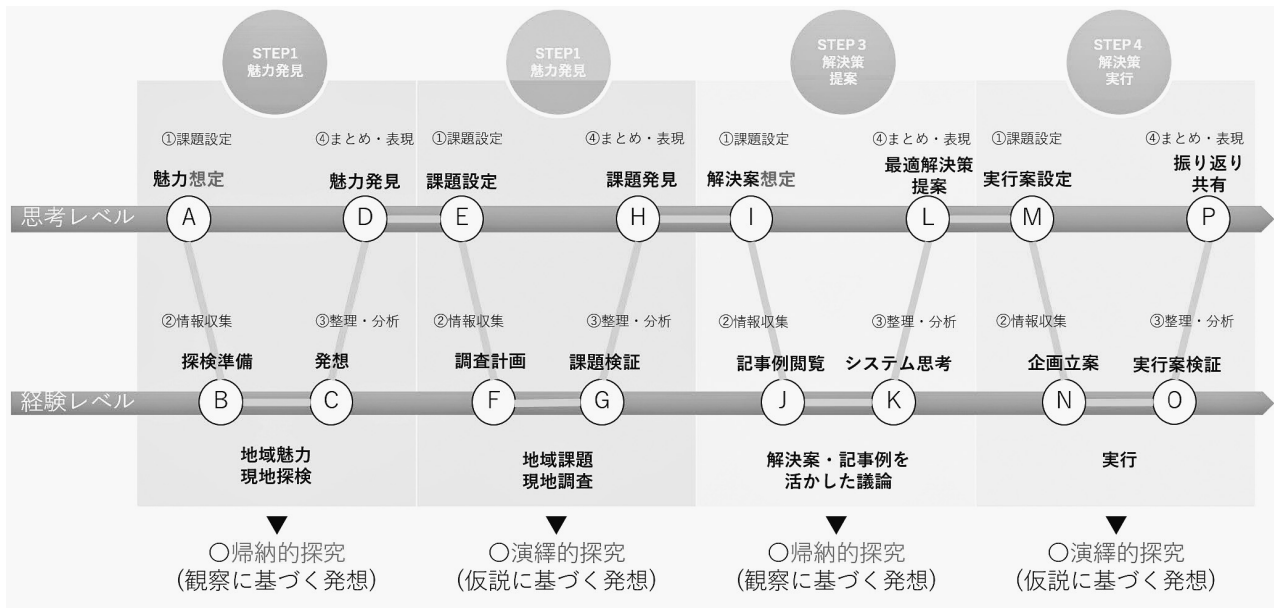 STEP1
魅力発見
STEP1
魅力発見
STEP3
解決策
提案
STEP4
解決策
実行
①課題設定
④まとめ・表現
①課題設定
④まとめ・表現
①課題設定
④まとめ・表現
①課題設定
④まとめ・表現
魅力想定
魅力発見
課題設定
課題発見
解決案想定
最適解決策
提案
実行案設定
振り返り
共有
思考レベル
A
D
E
H
I
L
M
P
②情報収集
③整理・分析
②情報収集
③整理・分析
②情報収集
③整理・分析
②情報収集
③整理・分析
探検準備
発想
調査計画
課題検証
記事例閲覧
システム思考
企画立案
実行案検証
経験レベル
B
C
F
G
J
K
N
O
地域魅力
現地探検
地域課題
現地調査
解決案・記事例を
活かした議論
実行
〇帰納的探究
(観察に基づく発想)
〇演繹的探究
(仮説に基づく発想)
〇帰納的探究
(観察に基づく発想)
〇演繹的探究
(仮説に基づく発想)